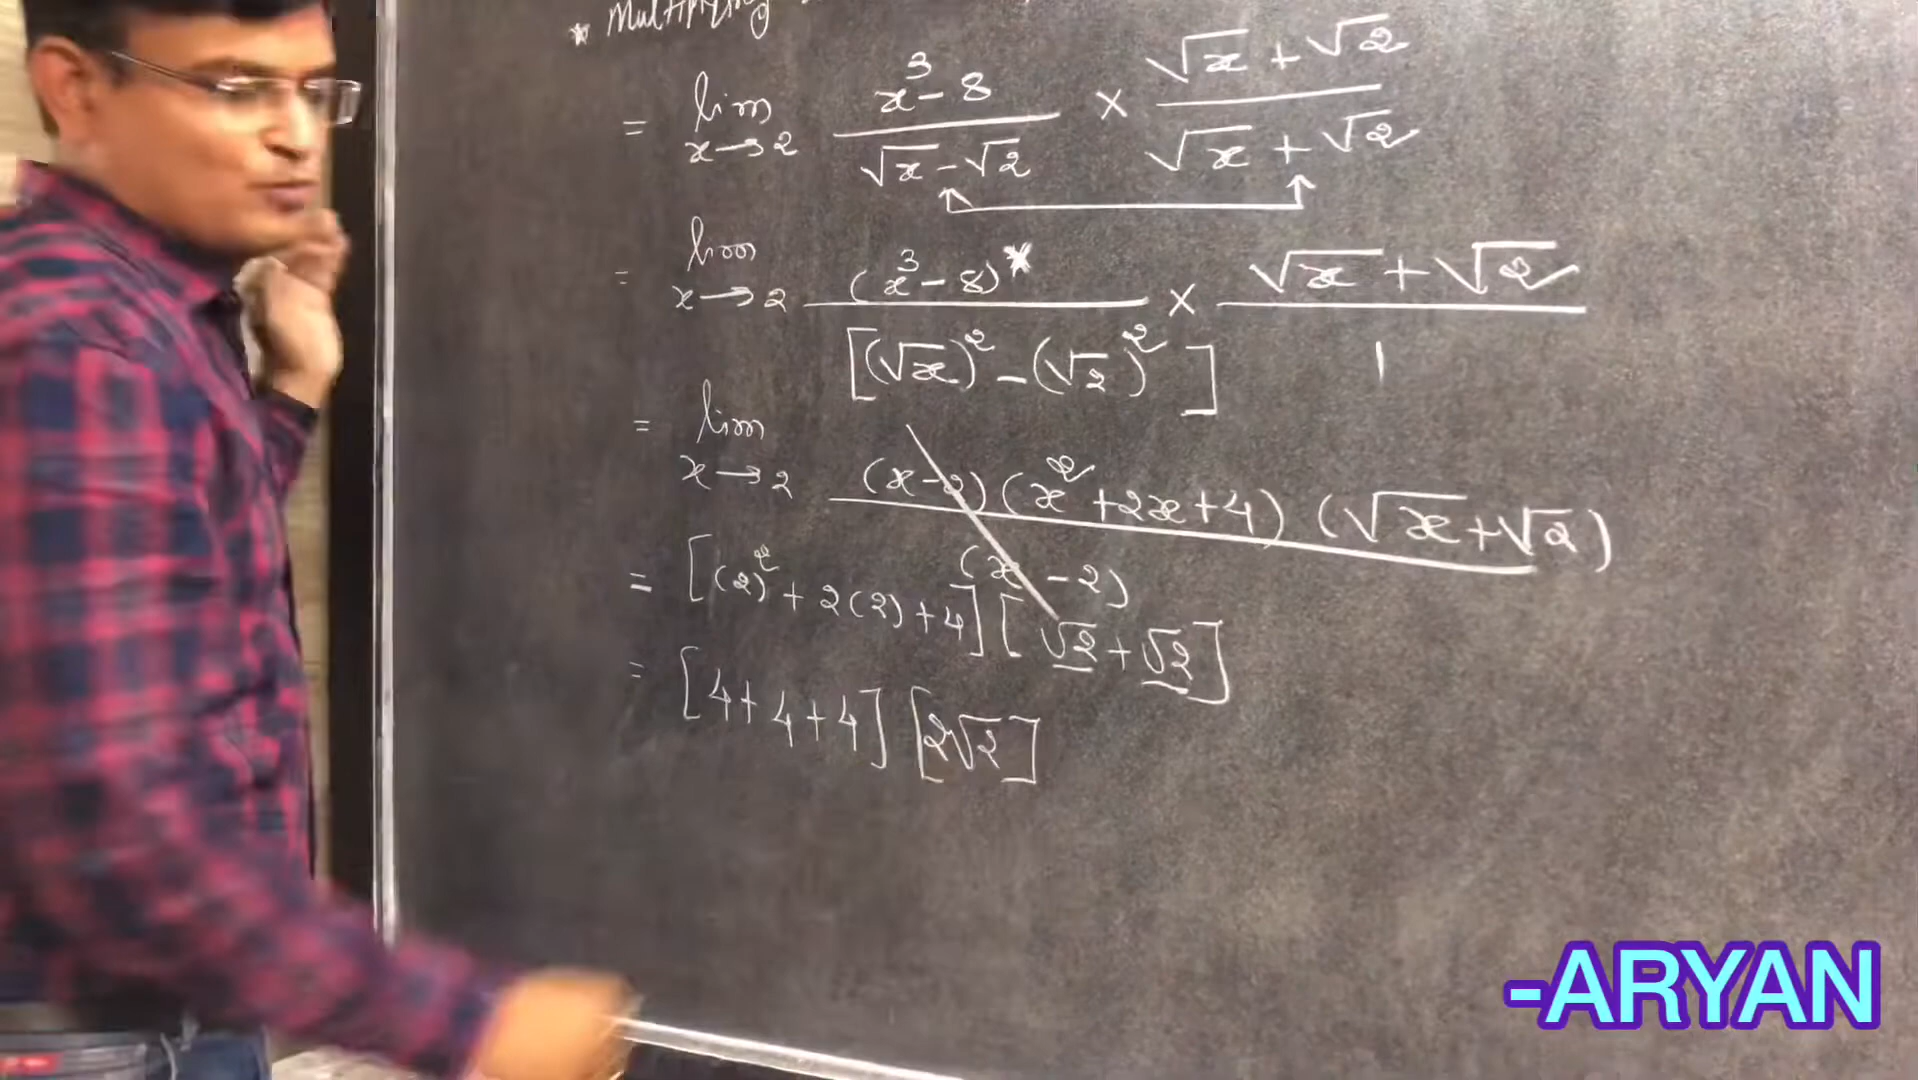 * Multiplying
= lim x→2 x³ - 8 / √x - √2 × √x + √2 / √x + √2
= lim x→2 (x³ - 8)* / [(√x)² - (√2)²] × √x + √2 / 1
= lim x→2 (x-2)(x²+2x+4)(√x+√2) / (x-2)
= [(2)² + 2(2) + 4][√2 + √2]
= [4+4+4][2√2]
-ARYAN